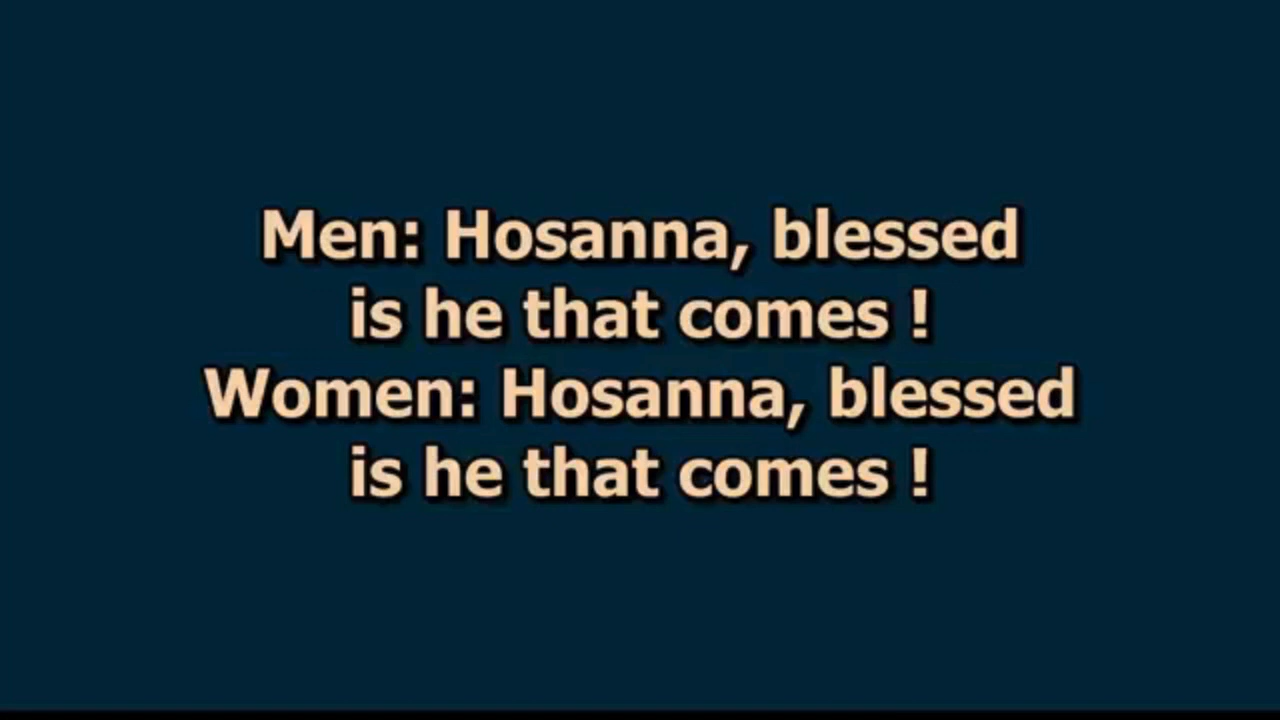 Men: Hosanna, blessed
is he that comes !
Women: Hosanna, blessed
is he that comes !